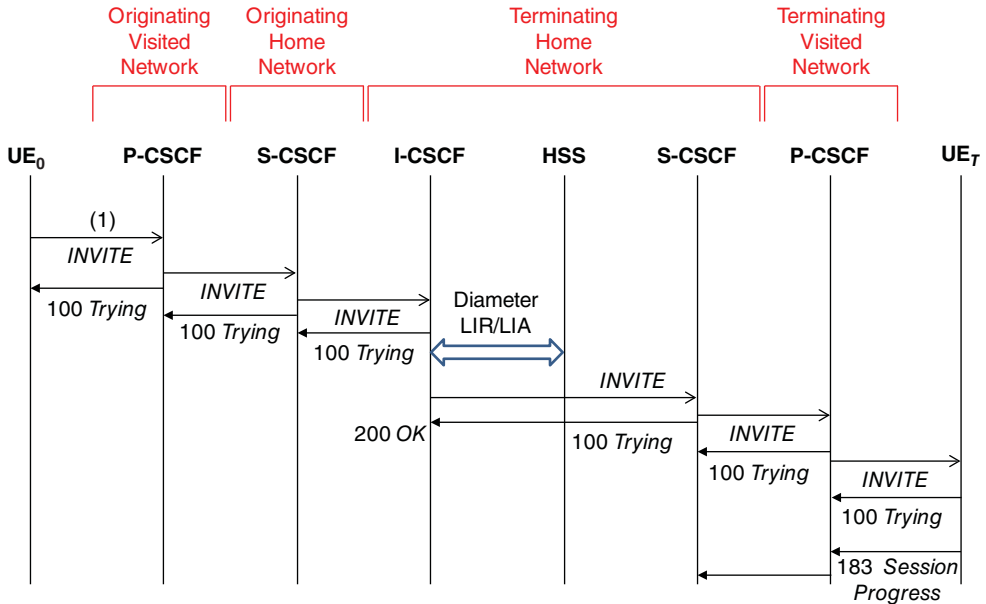 Originating Visited Network
Originating Home Network
Terminating Home Network
Terminating Visited Network
UE0 P-CSCF S-CSCF I-CSCF HSS S-CSCF P-CSCF UET
(1)
INVITE
100 Trying
INVITE
100 Trying
INVITE
100 Trying
Diameter
LIR/LIA
INVITE
200 OK
100 Trying
INVITE
100 Trying
INVITE
100 Trying
183 Session
Progress